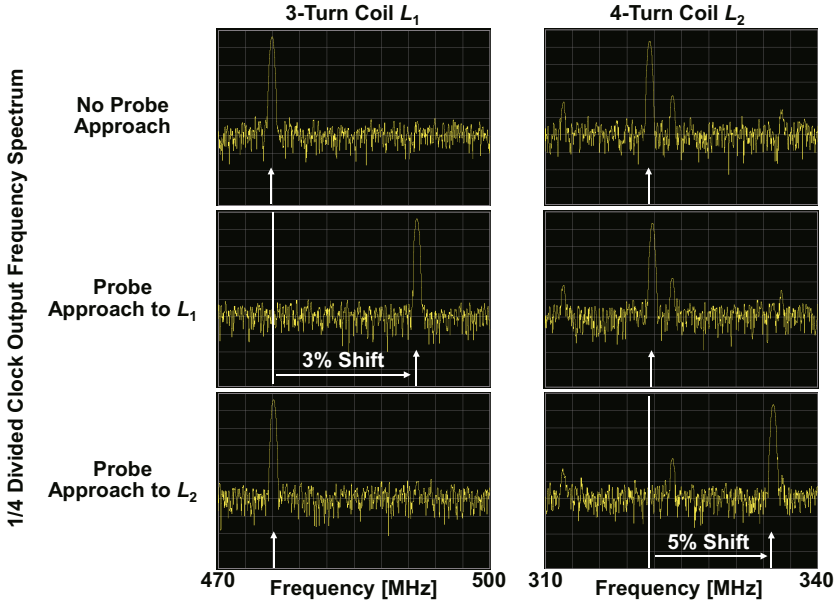 3-Turn Coil L1
4-Turn Coil L2
1/4 Divided Clock Output Frequency Spectrum
No Probe
Approach
Probe
Approach to L1
3% Shift
Probe
Approach to L2
5% Shift
470
Frequency [MHz]
500
310
Frequency [MHz]
340